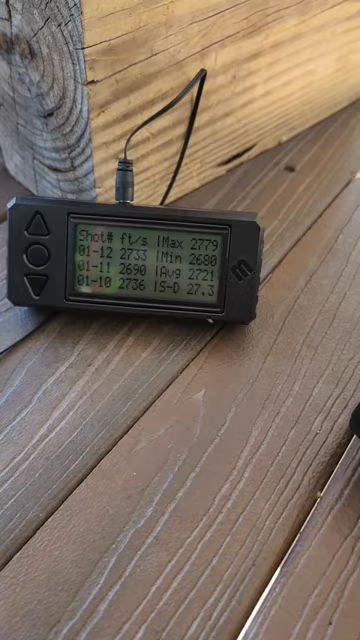 Shot# ft/s |Max 2779
01-12 2733 |Min 2680
01-11 2690 |Avg 2721
01-10 2736 |S-D 27.3